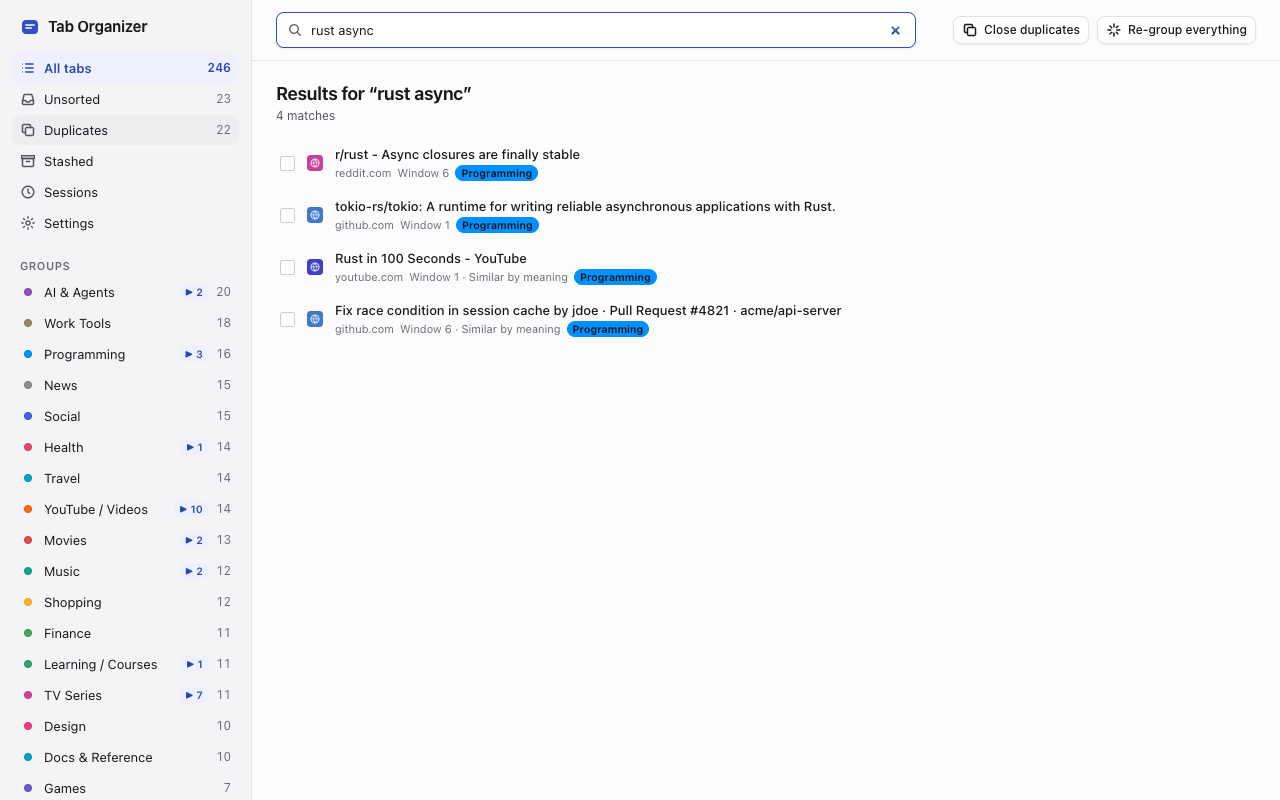 Tab Organizer
All tabs 246
Unsorted 23
Duplicates 22
Stashed
Sessions
Settings
GROUPS
AI & Agents ▶ 2 20
Work Tools 18
Programming ▶ 3 16
News 15
Social 15
Health ▶ 1 14
Travel 14
YouTube / Videos ▶ 10 14
Movies ▶ 2 13
Music ▶ 2 12
Shopping 12
Finance 11
Learning / Courses ▶ 1 11
TV Series ▶ 7 11
Design 10
Docs & Reference 10
Games 7
rust async
Close duplicates
Re-group everything
Results for “rust async”
4 matches
r/rust - Async closures are finally stable
reddit.com Window 6 Programming
tokio-rs/tokio: A runtime for writing reliable asynchronous applications with Rust.
github.com Window 1 Programming
Rust in 100 Seconds - YouTube
youtube.com Window 1 · Similar by meaning Programming
Fix race condition in session cache by jdoe · Pull Request #4821 · acme/api-server
github.com Window 6 · Similar by meaning Programming